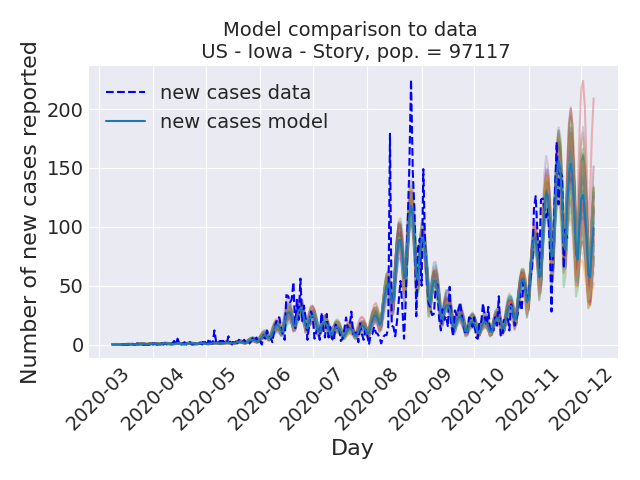 Model comparison to data
US - Iowa - Story, pop. = 97117
Number of new cases reported
200
150
100
50
0
new cases data
new cases model
2020-03
2020-04
2020-05
2020-06
2020-07
2020-08
2020-09
2020-10
2020-11
2020-12
Day